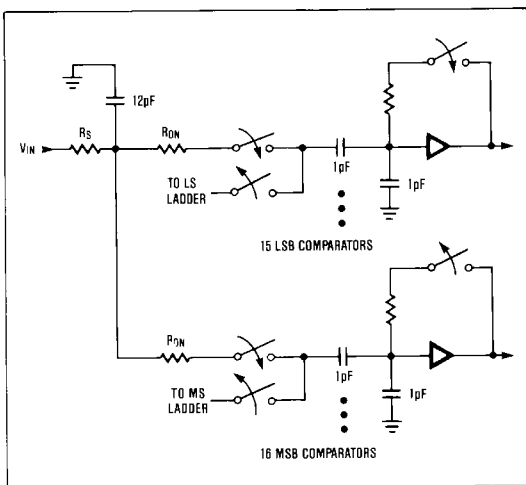 12pF
VIN
RS
RON
TO LS
LADDER
1pF
1pF
15 LSB COMPARATORS
RON
TO MS
LADDER
1pF
1pF
16 MSB COMPARATORS